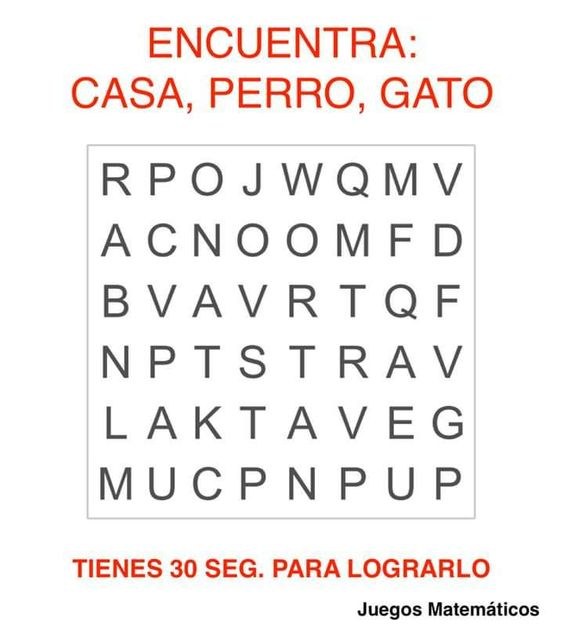 ENCUENTRA:
CASA, PERRO, GATO
R P O J W Q M V
A C N O O M F D
B V A V R T Q F
N P T S T R A V
L A K T A V E G
M U C P N P U P
TIENES 30 SEG. PARA LOGRARLO
Juegos Matemáticos